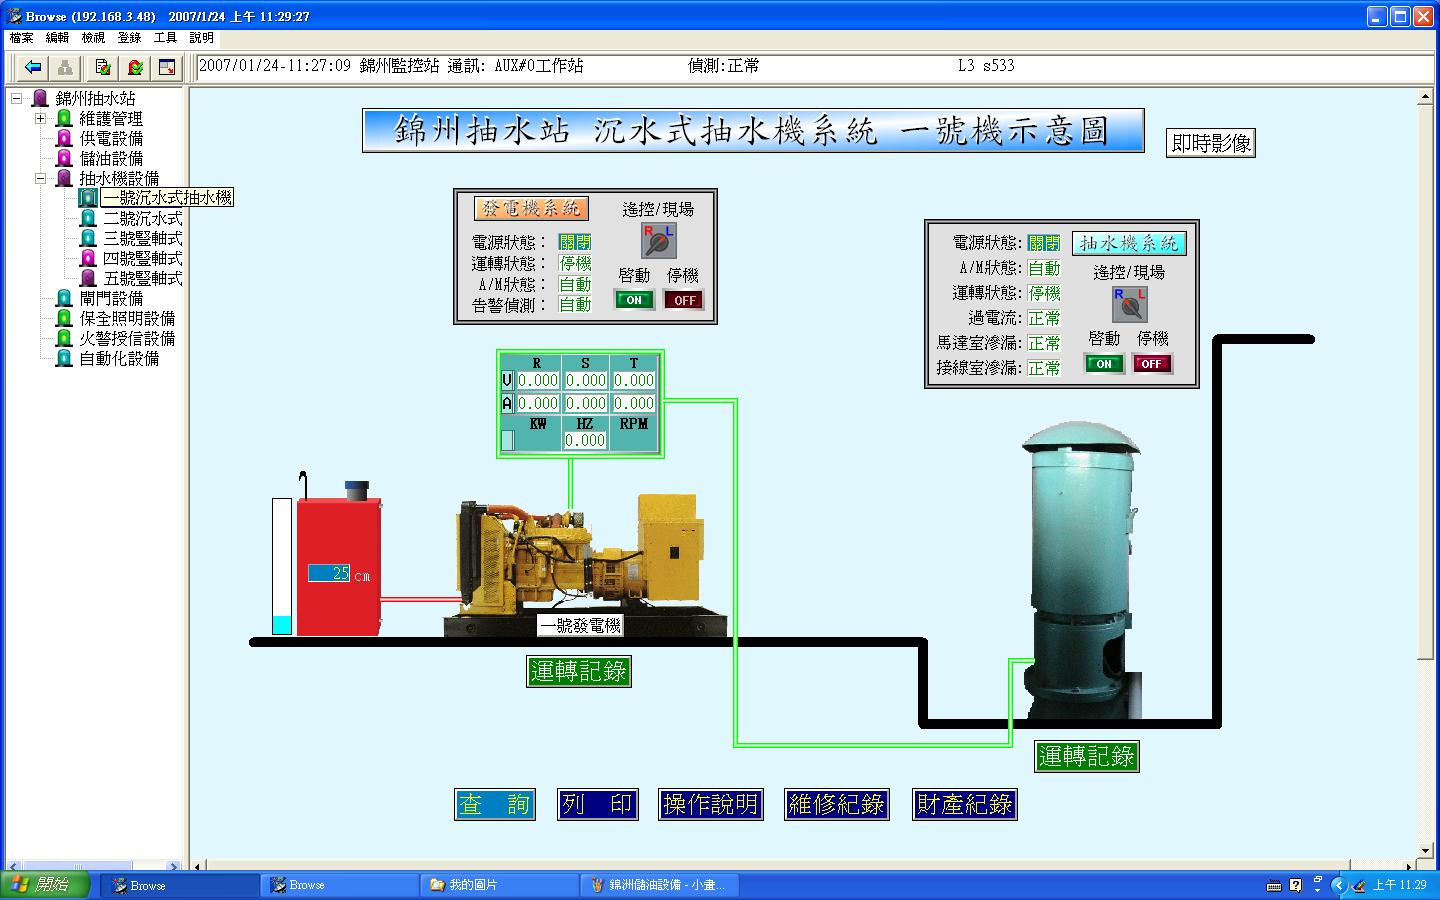 Browse (192.168.3.48)   2007/1/24 上午 11:29:27
檔案 編輯 檢視 登錄 工具 說明
2007/01/24-11:27:09 錦州監控站 通訊: AUX#0工作站 偵測:正常 L3 s533
錦州抽水站
維護管理
供電設備
儲油設備
抽水機設備
一號沉水式抽水機
二號沉水式
三號豎軸式
四號豎軸式
五號豎軸式
閘門設備
保全照明設備
火警授信設備
自動化設備
錦州抽水站 沉水式抽水機系統 一號機示意圖
即時影像
發電機系統 遙控/現場
R L
電源狀態: 關閉
運轉狀態: 停機
A/M狀態: 自動
告警偵測: 自動
啓動 停機
ON OFF
電源狀態: 關閉 抽水機系統
A/M狀態: 自動 遙控/現場
運轉狀態: 停機 R L
過電流: 正常
馬達室滲漏: 正常 啓動 停機
接線室滲漏: 正常 ON OFF
R S T
V 0.000 0.000 0.000
A 0.000 0.000 0.000
KW HZ RPM
0.000
25 cm
一號發電機
運轉記錄
運轉記錄
查 詢 列 印 操作說明 維修紀錄 財產紀錄
開始 Browse Browse 我的圖片 錦洲儲油設備 - 小畫... 上午 11:29